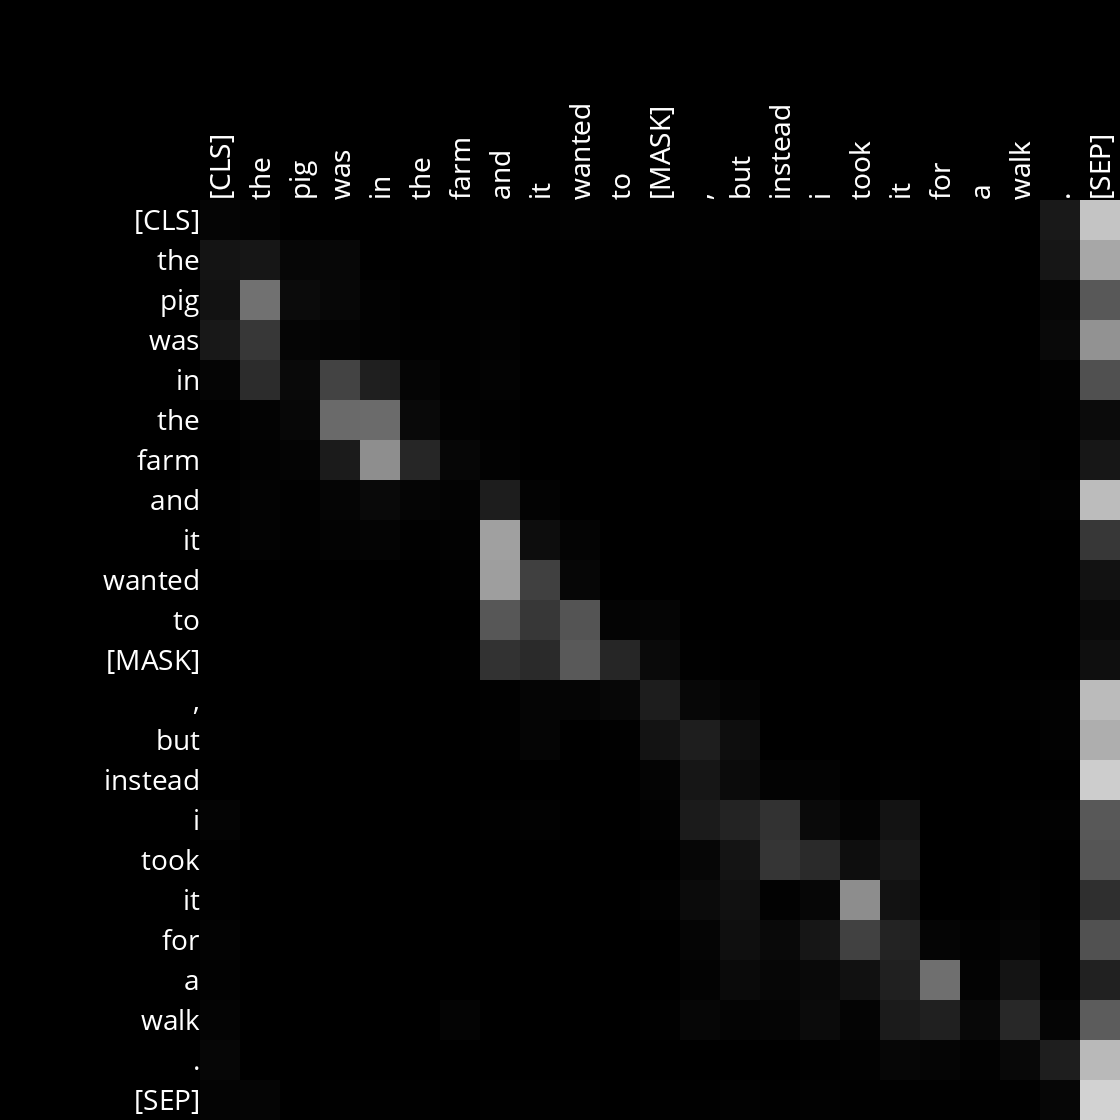 [CLS] the pig was in the farm and it wanted to [MASK] , but instead i took it for a walk . [SEP]
[CLS]
the
pig
was
in
the
farm
and
it
wanted
to
[MASK]
,
but
instead
i
took
it
for
a
walk
.
[SEP]